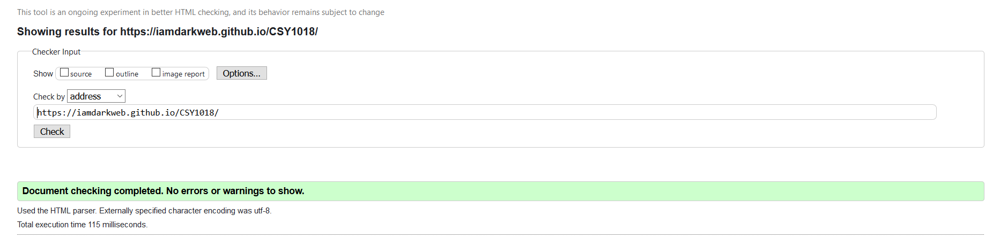 This tool is an ongoing experiment in better HTML checking, and its behavior remains subject to change
Showing results for https://iamdarkweb.github.io/CSY1018/
Checker Input
Show source outline image report Options...
Check by address
https://iamdarkweb.github.io/CSY1018/
Check
Document checking completed. No errors or warnings to show.
Used the HTML parser. Externally specified character encoding was utf-8.
Total execution time 115 milliseconds.